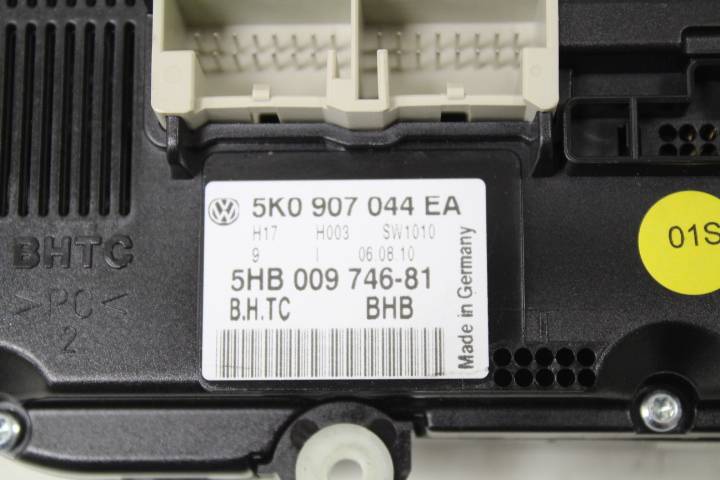 5K0 907 044 EA
H17 H003 SW1010
9 I 06.08.10
5HB 009 746-81
B.H.TC BHB
Made in Germany
BHTC
>PC<
2
01S